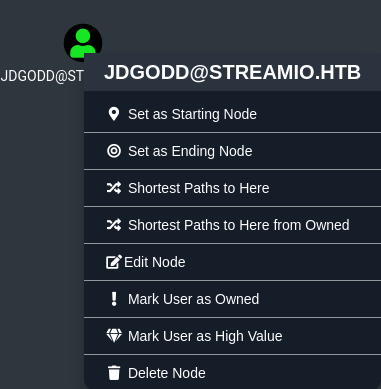 JDGODD@ST
JDGODD@STREAMIO.HTB
Set as Starting Node
Set as Ending Node
Shortest Paths to Here
Shortest Paths to Here from Owned
Edit Node
Mark User as Owned
Mark User as High Value
Delete Node